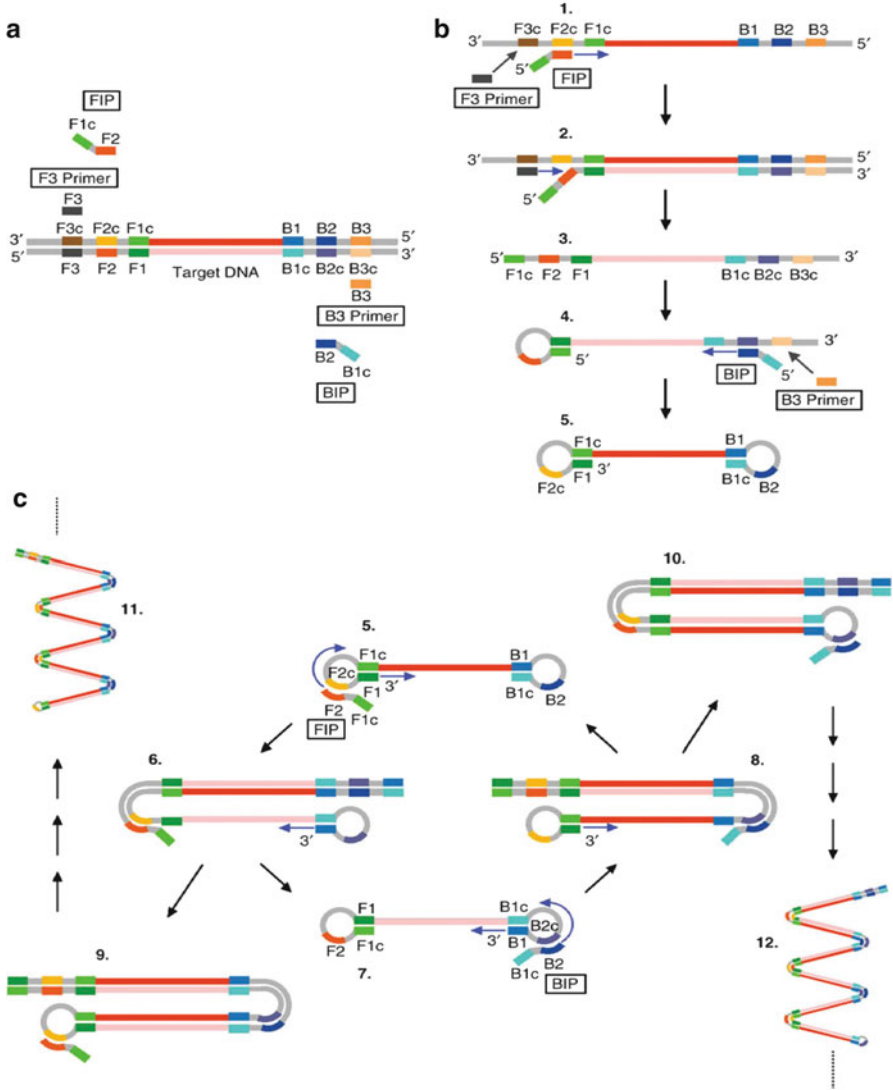 a
FIP
F1c
F2
F3 Primer
F3
F3c F2c F1c B1 B2 B3
3′ 5′
5′ 3′
F3 F2 F1 Target DNA B1c B2c B3c
B3
B3 Primer
B2
B1c
BIP
b
1.
F3c F2c F1c B1 B2 B3
3′ 5′
5′
FIP
F3 Primer
2.
3′ 5′
3′
5′
3.
5′ 3′
F1c F2 F1 B1c B2c B3c
4.
3′
5′
BIP 5′
B3 Primer
5.
F1c B1
3′
F2c F1 B1c B2
c
11.
5.
F1c B1
F2c 3′
F1 B1c B2
F2 F1c
FIP
10.
6.
3′
8.
3′
F1 B1c
B2c
3′ B1
F2 F1c B1c B2
7. BIP
9.
12.